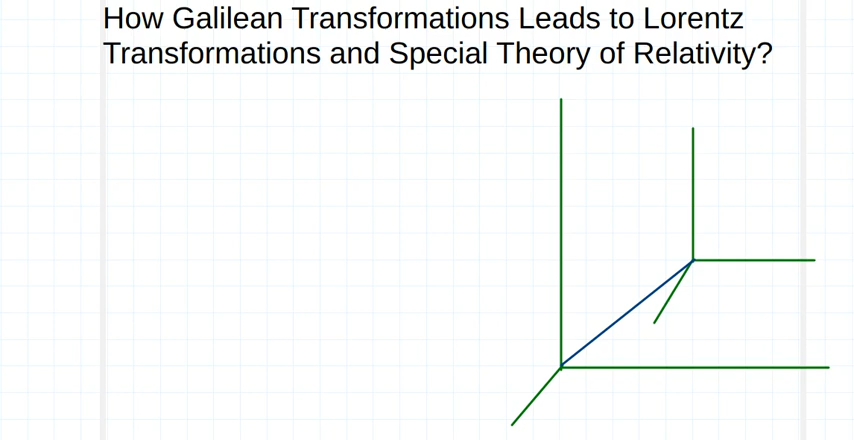 How Galilean Transformations Leads to Lorentz
Transformations and Special Theory of Relativity?